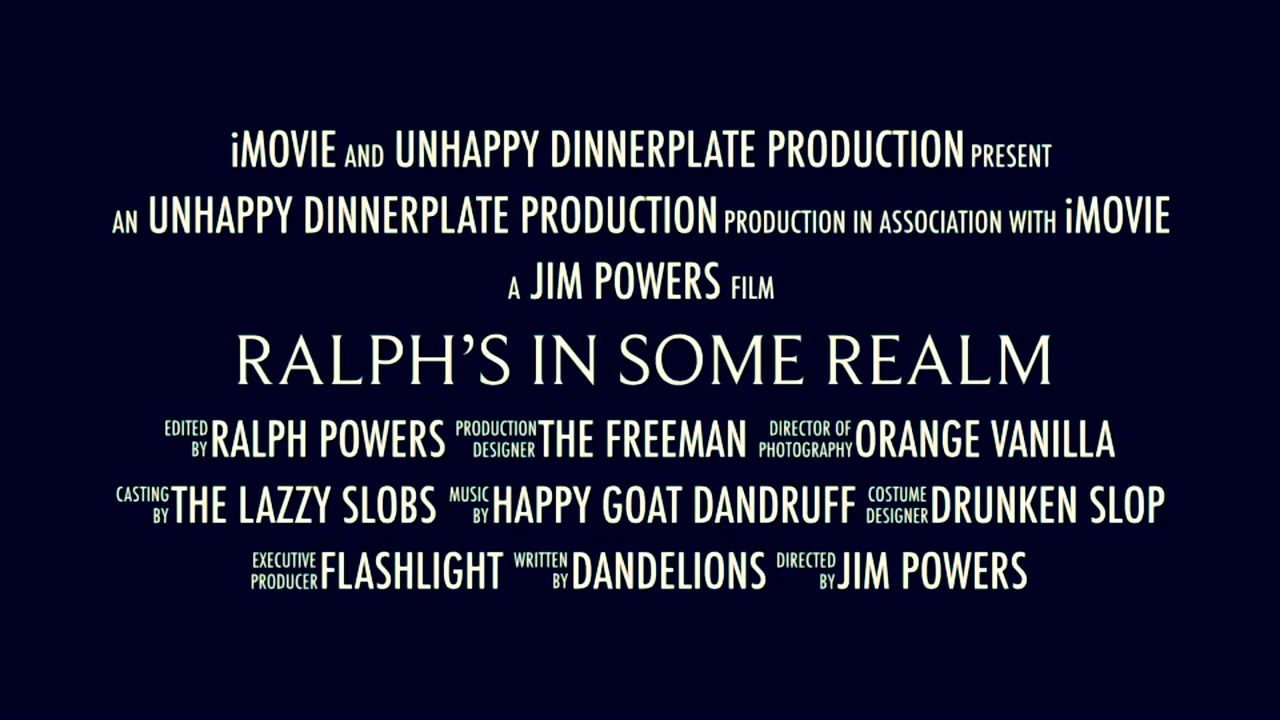 iMOVIE AND UNHAPPY DINNERPLATE PRODUCTION PRESENT
AN UNHAPPY DINNERPLATE PRODUCTION PRODUCTION IN ASSOCIATION WITH iMOVIE
A JIM POWERS FILM
RALPH'S IN SOME REALM
EDITED BY RALPH POWERS PRODUCTION DESIGNER THE FREEMAN DIRECTOR OF PHOTOGRAPHY ORANGE VANILLA
CASTING BY THE LAZZY SLOBS MUSIC BY HAPPY GOAT DANDRUFF COSTUME DESIGNER DRUNKEN SLOP
EXECUTIVE PRODUCER FLASHLIGHT WRITTEN BY DANDELIONS DIRECTED BY JIM POWERS